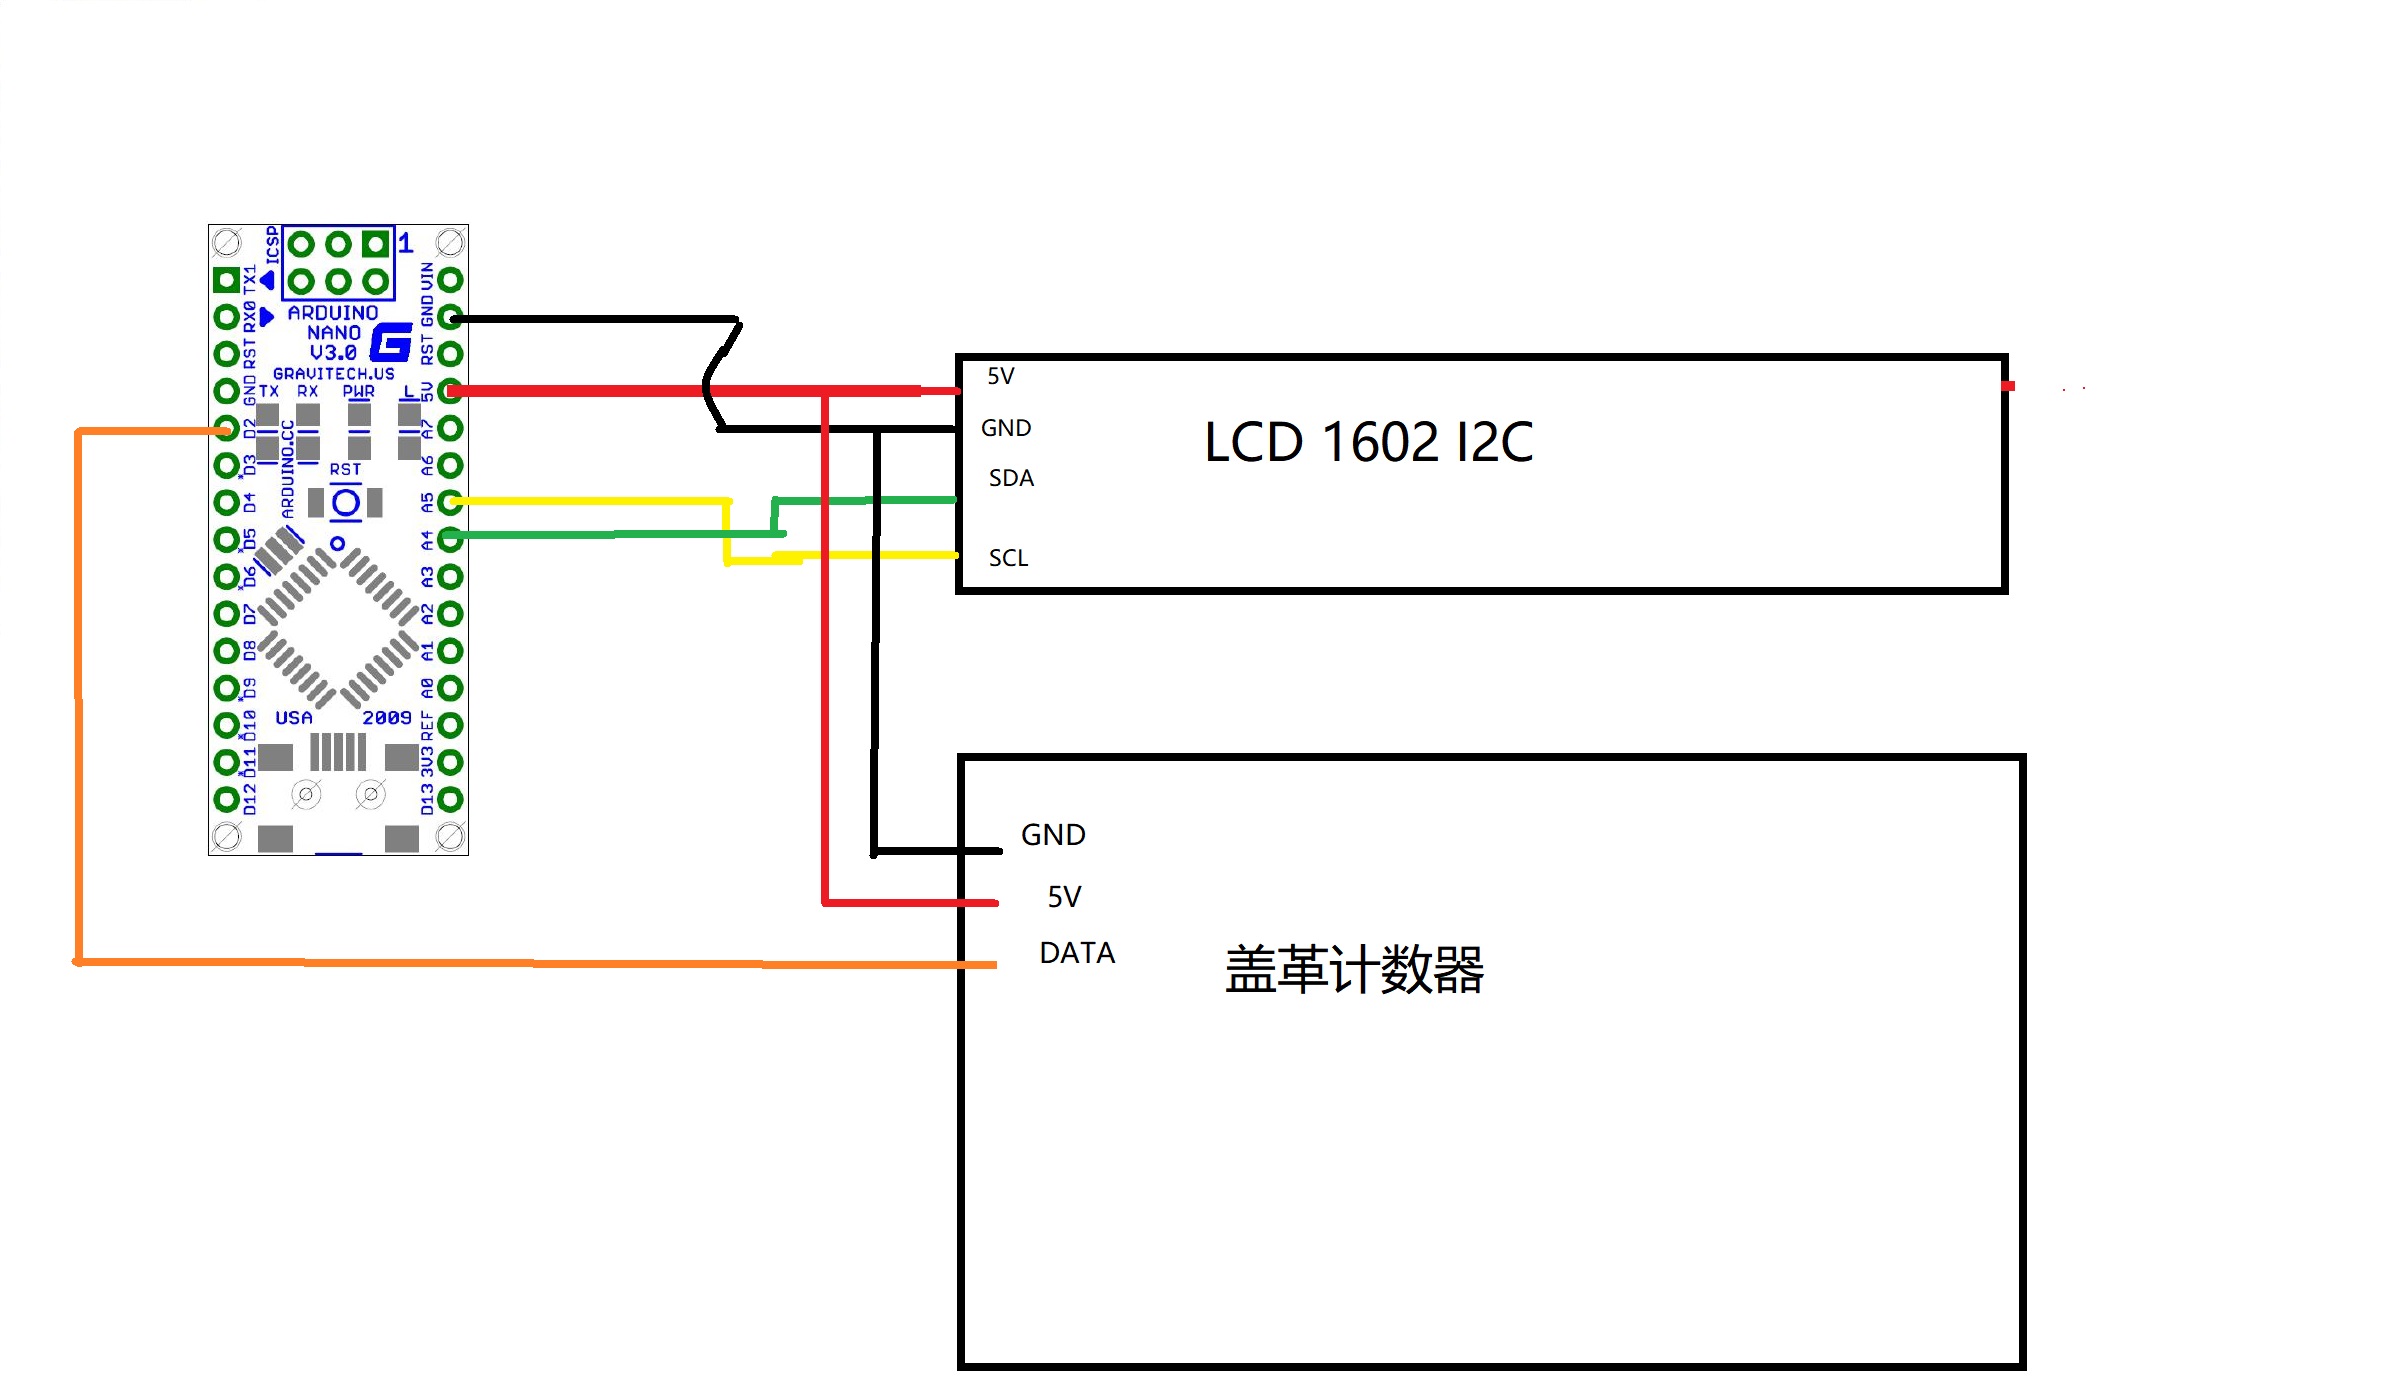 ICSP
1
TX1
RX0
RST
GND
D2
D3
D4
D5
D6
D7
D8
D9
D10
D11
D12
ARDUINO
NANO
V3.0
G
GRAVITECH.US
TX RX PWR L
ARDUINO.CC
RST
USA 2009
VIN
GND
RST
5V
A7
A6
A5
A4
A3
A2
A1
A0
REF
3V3
D13
5V
GND
SDA
SCL
LCD 1602 I2C
GND
5V
DATA
盖革计数器